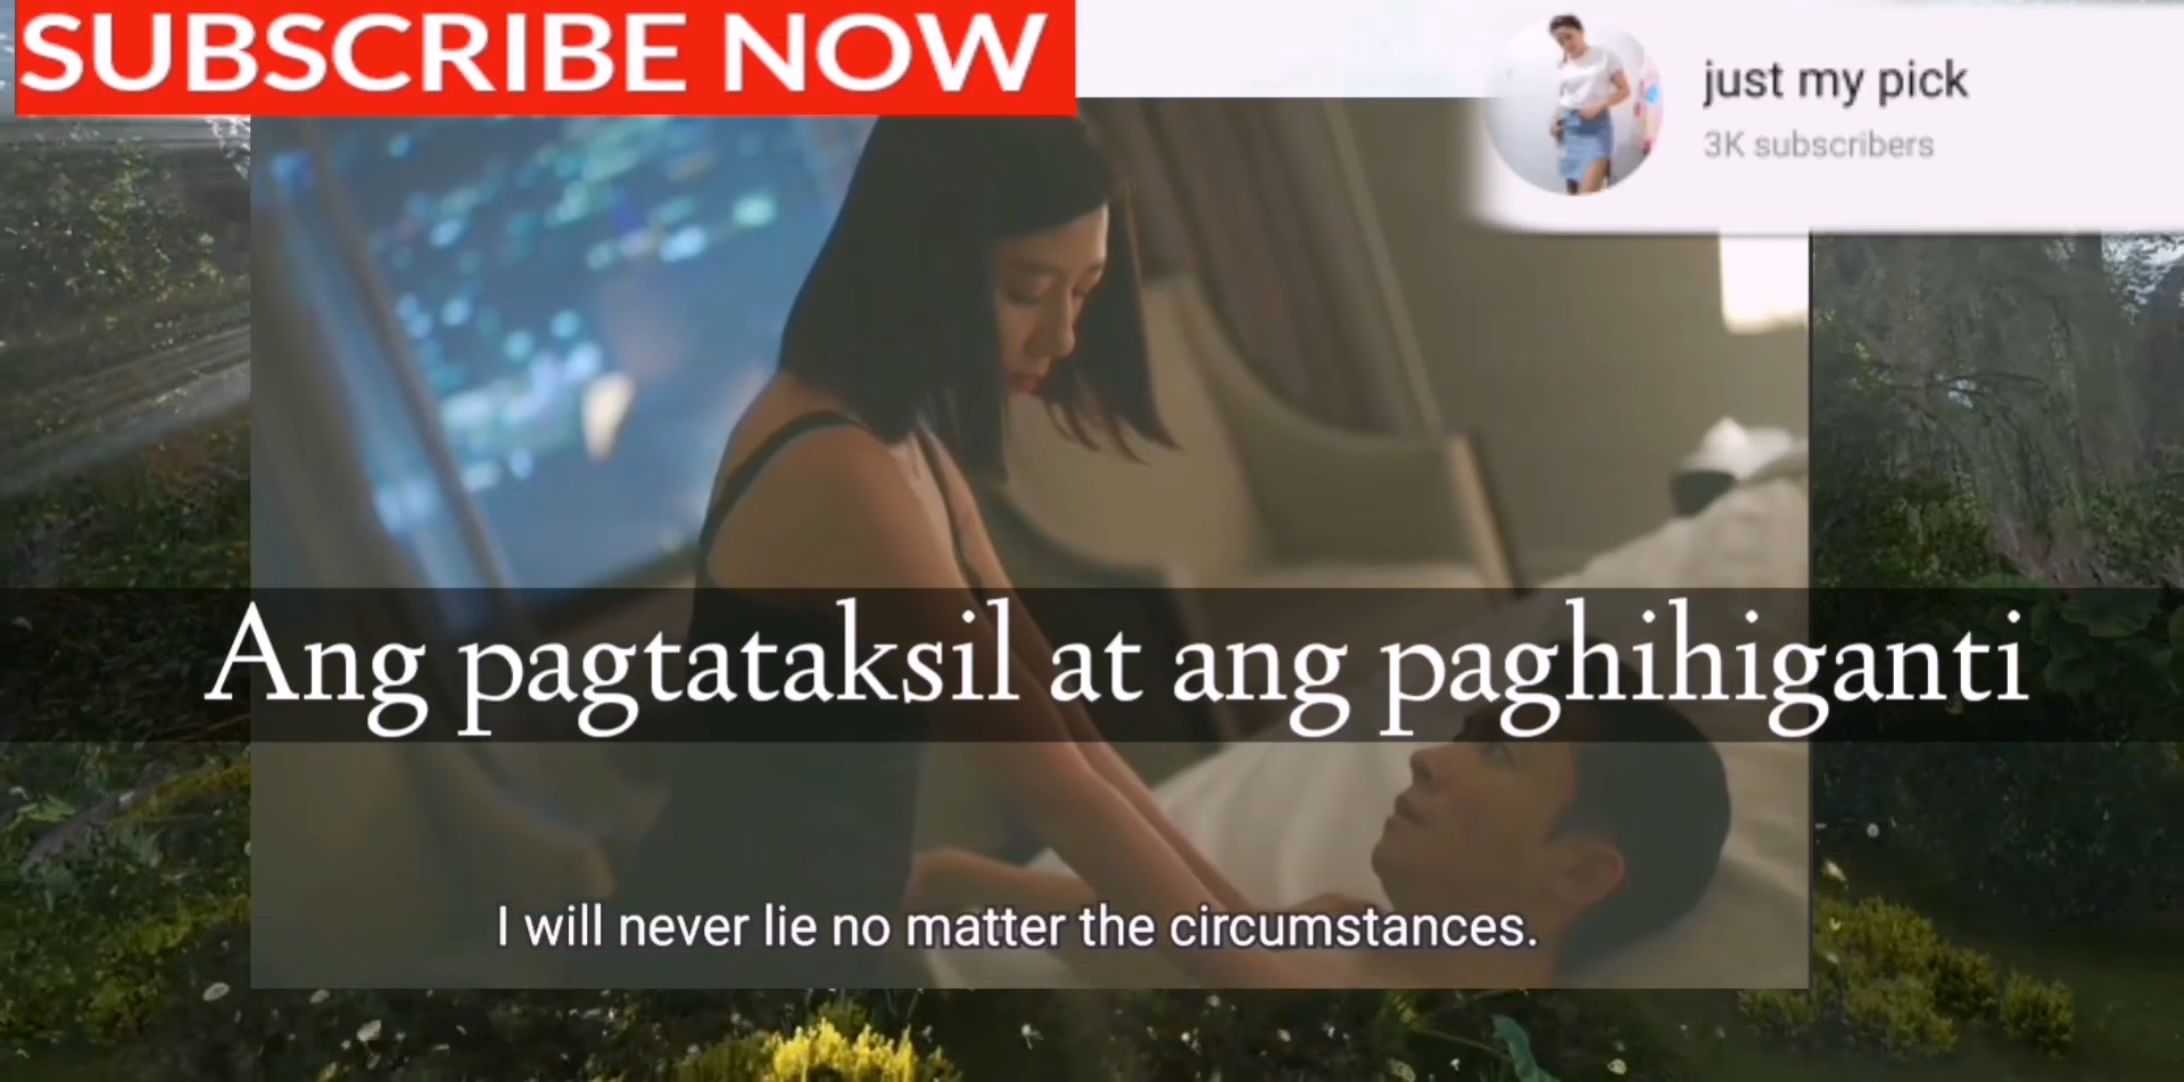 SUBSCRIBE NOW
just my pick
3K subscribers
Ang pagtataksil at ang paghihiganti
I will never lie no matter the circumstances.